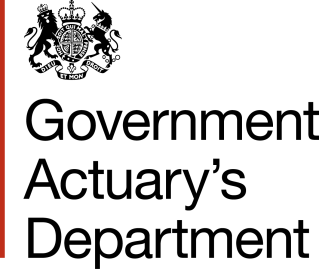 DIEU ET MON DROIT
Government
Actuary's
Department